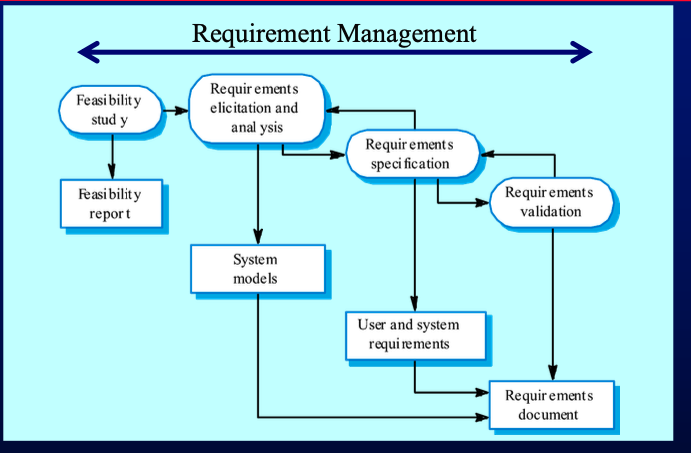 Requirement Management
Feasibility
study
Requirements
elicitation and
analysis
Requirements
specification
Feasibility
report
Requirements
validation
System
models
User and system
requirements
Requirements
document